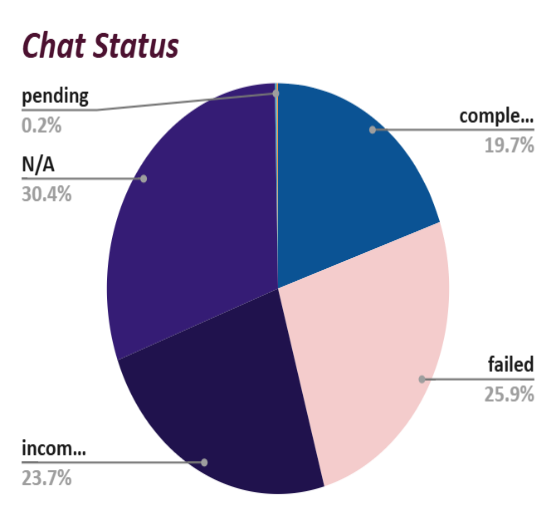 Chat Status
pending
0.2%
N/A
30.4%
comple...
19.7%
failed
25.9%
incom...
23.7%